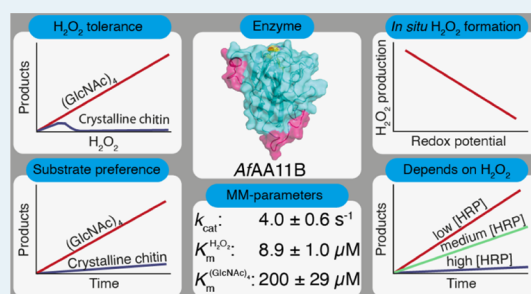 H₂O₂ tolerance
Products
(GlcNAc)₄
Crystalline chitin
H₂O₂
Enzyme
AfAA11B
In situ H₂O₂ formation
H₂O₂ production
Redox potential
Substrate preference
Products
(GlcNAc)₄
Crystalline chitin
Time
MM-parameters
kcat: 4.0 ± 0.6 s⁻¹
Km^H₂O₂: 8.9 ± 1.0 µM
Km^(GlcNAc)₄: 200 ± 29 µM
Depends on H₂O₂
Products
low [HRP]
medium [HRP]
high [HRP]
Time